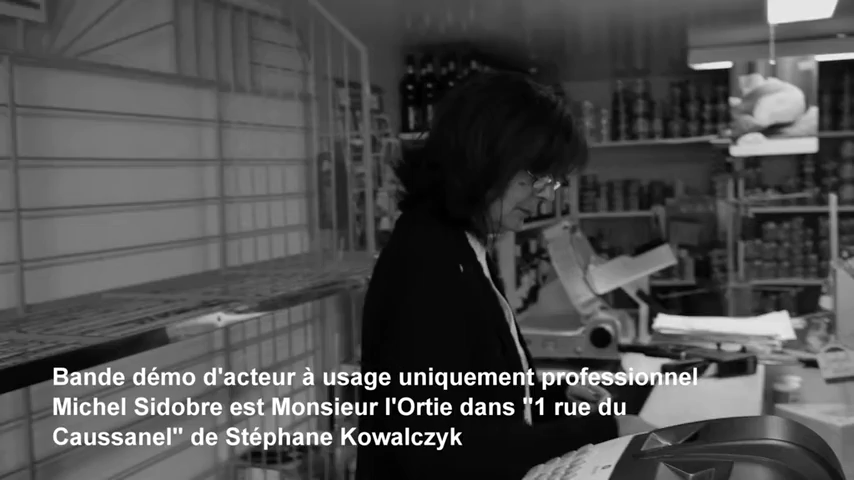 Bande démo d'acteur à usage uniquement professionnel
Michel Sidobre est Monsieur l'Ortie dans "1 rue du
Caussanel" de Stéphane Kowalczyk